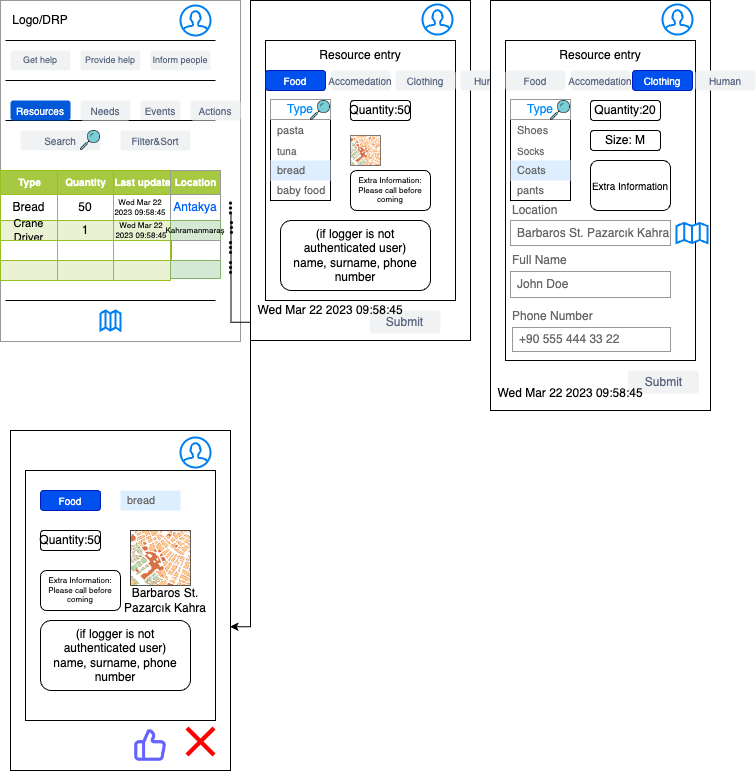 Logo/DRP
Get help
Provide help
Inform people
Resources
Needs
Events
Actions
Search
Filter&Sort
Type
Quantity
Last update
Location
Bread
50
Wed Mar 22
2023 09:58:45
Antakya
Crane
Driver
1
Wed Mar 22
2023 09:58:45
Kahramanmaraş
Resource entry
Food
Accomedation
Clothing
Hur
Type
pasta
tuna
bread
baby food
Quantity:50
Extra Information:
Please call before
coming
(if logger is not
authenticated user)
name, surname, phone
number
Wed Mar 22 2023 09:58:45
Submit
Resource entry
Food
Accomedation
Clothing
Human
Type
Shoes
Socks
Coats
pants
Quantity:20
Size: M
Extra Information
Location
Barbaros St. Pazarcık Kahra
Full Name
John Doe
Phone Number
+90 555 444 33 22
Submit
Wed Mar 22 2023 09:58:45
Food
bread
Quantity:50
Extra Information:
Please call before
coming
Barbaros St.
Pazarcık Kahra
(if logger is not
authenticated user)
name, surname, phone
number